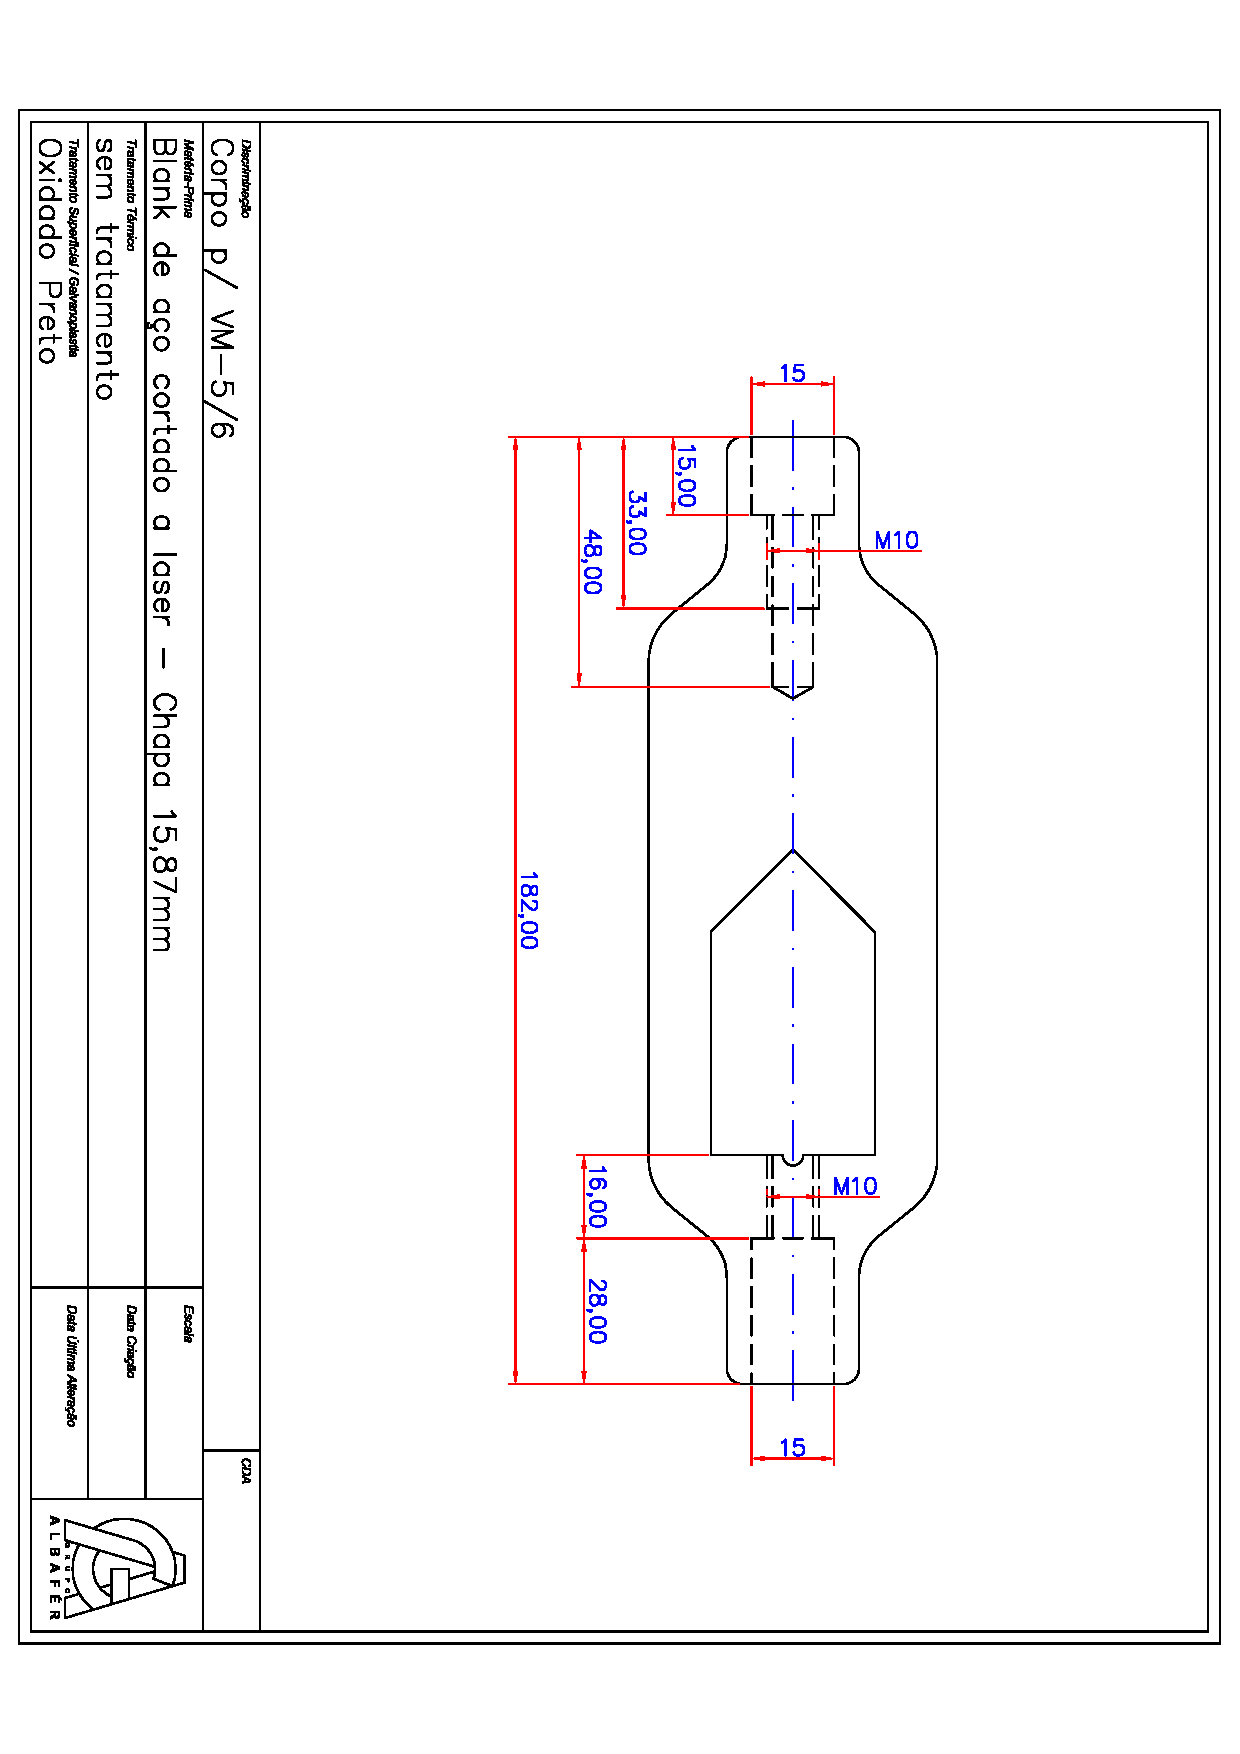 Discriminação
Corpo p/ VM-5/6
Matéria-Prima
Blank de aço cortado a laser - Chapa 15,87mm
Tratamento Térmico
sem tratamento
Tratamento Superficial / Galvanoplastia
Oxidado Preto
Escala
Data Criação
Data Última Alteração
CDA
GRUPO
ALBAFÉR
15
15,00
33,00
48,00
M10
182,00
16,00
M10
28,00
15